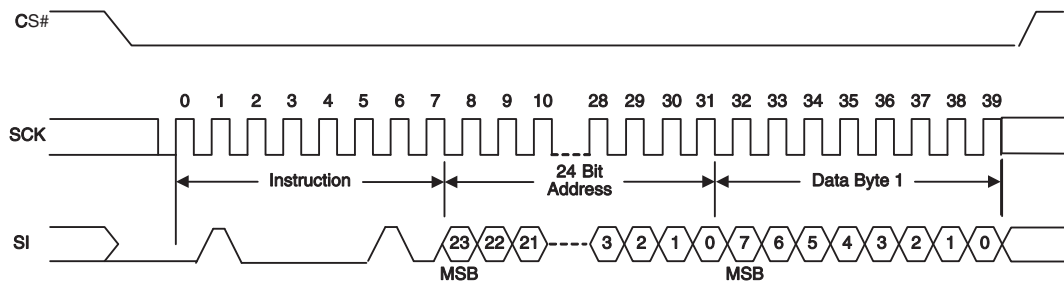 CS#
0 1 2 3 4 5 6 7 8 9 10 28 29 30 31 32 33 34 35 36 37 38 39
SCK
Instruction 24 Bit Address Data Byte 1
SI 23 22 21 3 2 1 0 7 6 5 4 3 2 1 0
MSB MSB